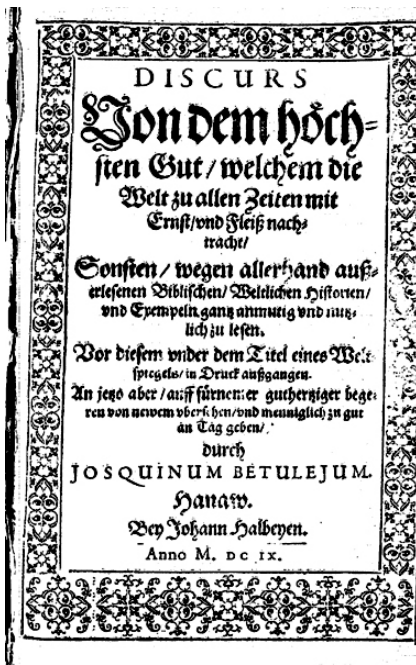 DISCURS
Von dem höch-
sten Gut/welchem die
Welt zu allen Zeiten mit
Ernst/vnd Fleiß nach-
tracht/
Sonsten/wegen allerhand auß-
erlesenen Biblischen/Weltlichen Historien/
vnd Exempeln gantz anmutig vnd nutz-
lich zu lesen.
Vor diesem vnder dem Titel eines Welt-
spiegels/in Druck außgangen.
An jetzo aber/auff fürnemer guthertziger bege-
ren von newem vbersehen/vnd menniglich zu gut
an Tag geben/
durch
JOSQUINUM BETULEJUM.
Hanaw.
Bey Johann Halbeyen.
Anno M. DC IX.